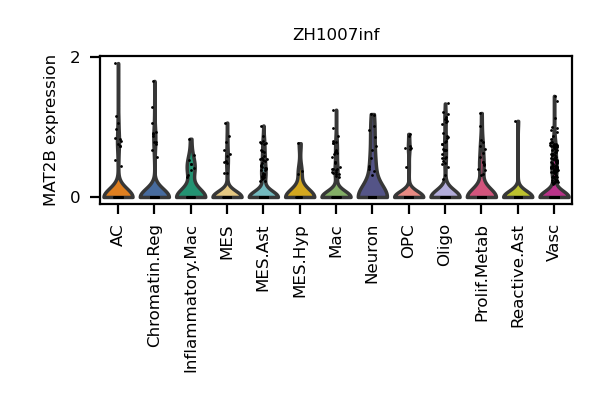 ZH1007inf
MAT2B expression
2
0
AC
Chromatin.Reg
Inflammatory.Mac
MES
MES.Ast
MES.Hyp
Mac
Neuron
OPC
Oligo
Prolif.Metab
Reactive.Ast
Vasc